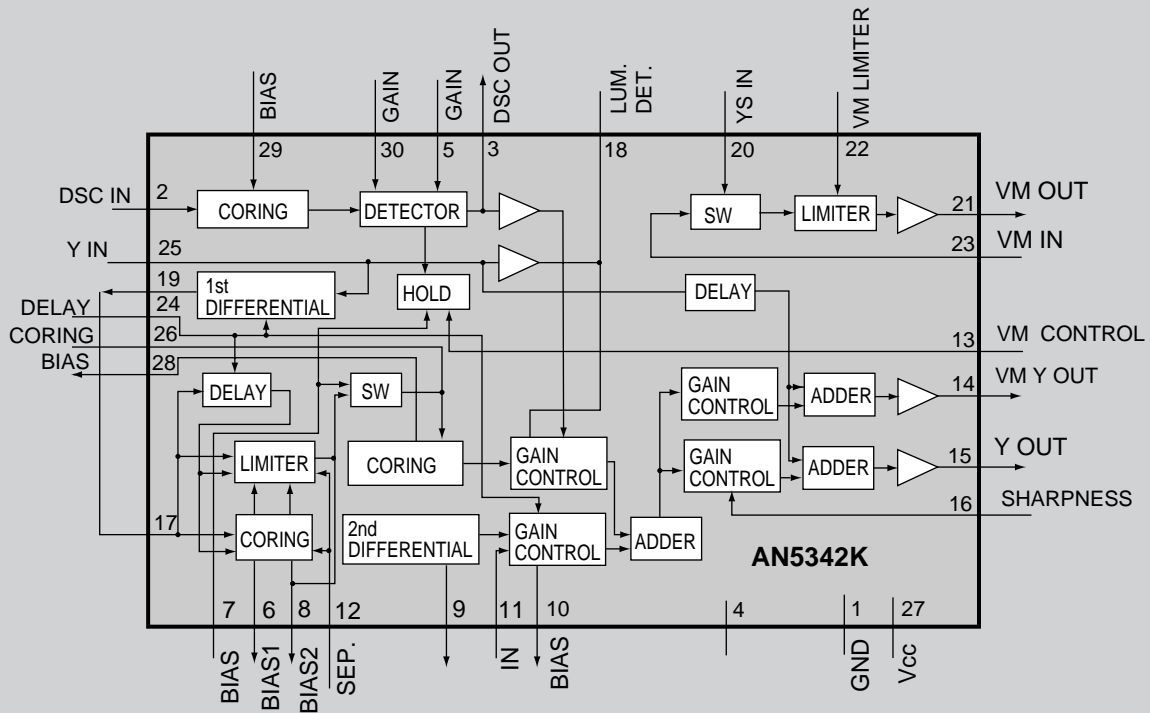 BIAS
GAIN
GAIN
DSC OUT
LUM.
DET.
YS IN
VM LIMITER
29
30
5
3
18
20
22
DSC IN
2
CORING
DETECTOR
SW
LIMITER
21
VM OUT
Y IN
25
23
VM IN
19
1st
DIFFERENTIAL
HOLD
DELAY
DELAY
24
CORING
26
13
VM CONTROL
BIAS
28
DELAY
SW
GAIN
CONTROL
ADDER
14
VM Y OUT
LIMITER
CORING
GAIN
CONTROL
GAIN
CONTROL
ADDER
15
Y OUT
16
SHARPNESS
17
CORING
2nd
DIFFERENTIAL
GAIN
CONTROL
ADDER
AN5342K
7
6
8
12
9
11
10
4
1
27
BIAS
BIAS1
BIAS2
SEP.
IN
BIAS
GND
Vcc